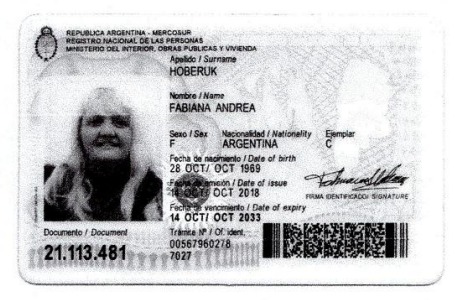 REPUBLICA ARGENTINA - MERCOSUR
REGISTRO NACIONAL DE LAS PERSONAS
MINISTERIO DEL INTERIOR, OBRAS PUBLICAS Y VIVIENDA
Apellido / Surname
HOBERUK
Nombre / Name
FABIANA ANDREA
Sexo / Sex Nacionalidad / Nationality Ejemplar
F ARGENTINA C
Fecha de nacimiento / Date of birth
28 OCT/ OCT 1969
Fecha de emisión / Date of issue
14 OCT/ OCT 2018
FIRMA IDENTIFICADO/ SIGNATURE
Fecha de vencimiento / Date of expiry
14 OCT/ OCT 2033
Documento / Document
21.113.481
Trámite Nº / Of. ident.
00567960278
7027